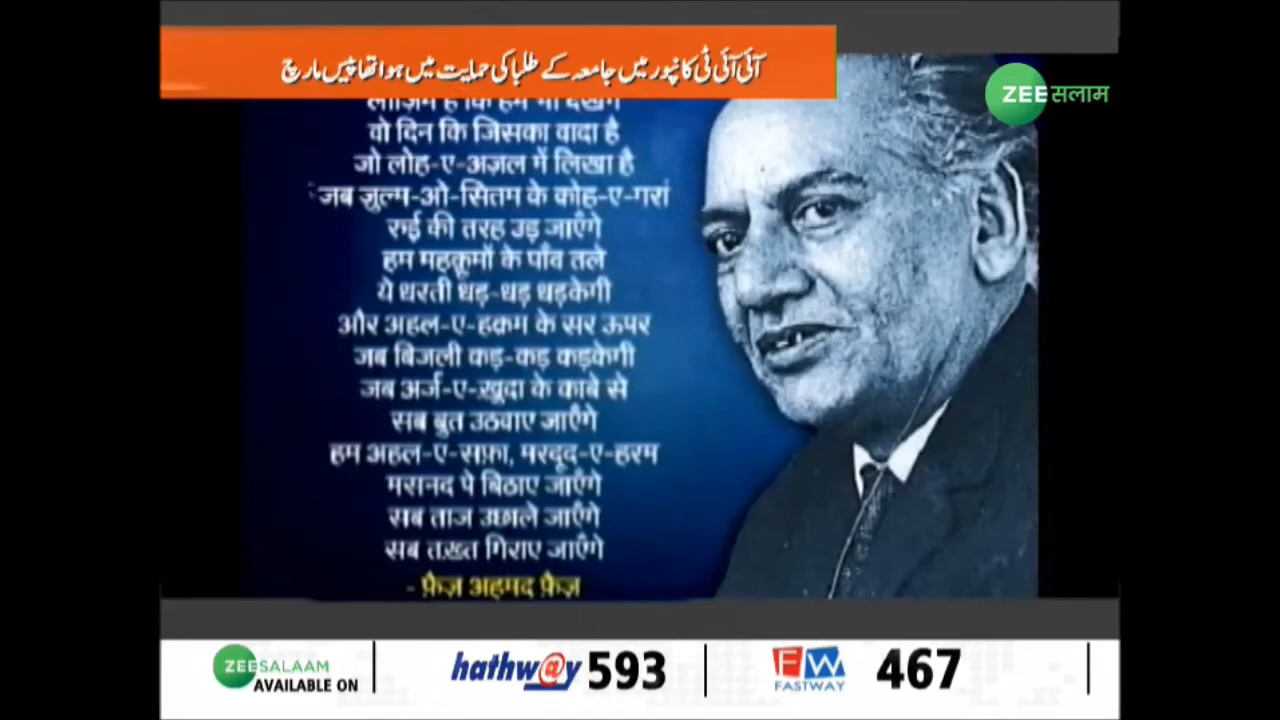 آئی آئی ٹی کانپور میں جامعہ کے طلبا کی حمایت میں ہوا تھا پیس مارچ
ZEE सलाम
लाज़िम है कि हम भी देखेंगे
वो दिन कि जिसका वादा है
जो लोह-ए-अज़ल में लिखा है
जब ज़ुल्म-ओ-सितम के कोह-ए-गरां
रुई की तरह उड़ जाएँगे
हम महक़ूमों के पाँव तले
ये धरती धड़-धड़ धड़केगी
और अहल-ए-हक़म के सर ऊपर
जब बिजली कड़-कड़ कड़केगी
जब अर्ज-ए-ख़ुदा के काबे से
सब बुत उठवाए जाएँगे
हम अहल-ए-सफ़ा, मरदूद-ए-हरम
मसनद पे बिठाए जाएँगे
सब ताज उछाले जाएँगे
सब तख़्त गिराए जाएँगे
- फ़ैज़ अहमद फ़ैज़
ZEE SALAAM
AVAILABLE ON
hathw@y 593
FW
FASTWAY
467